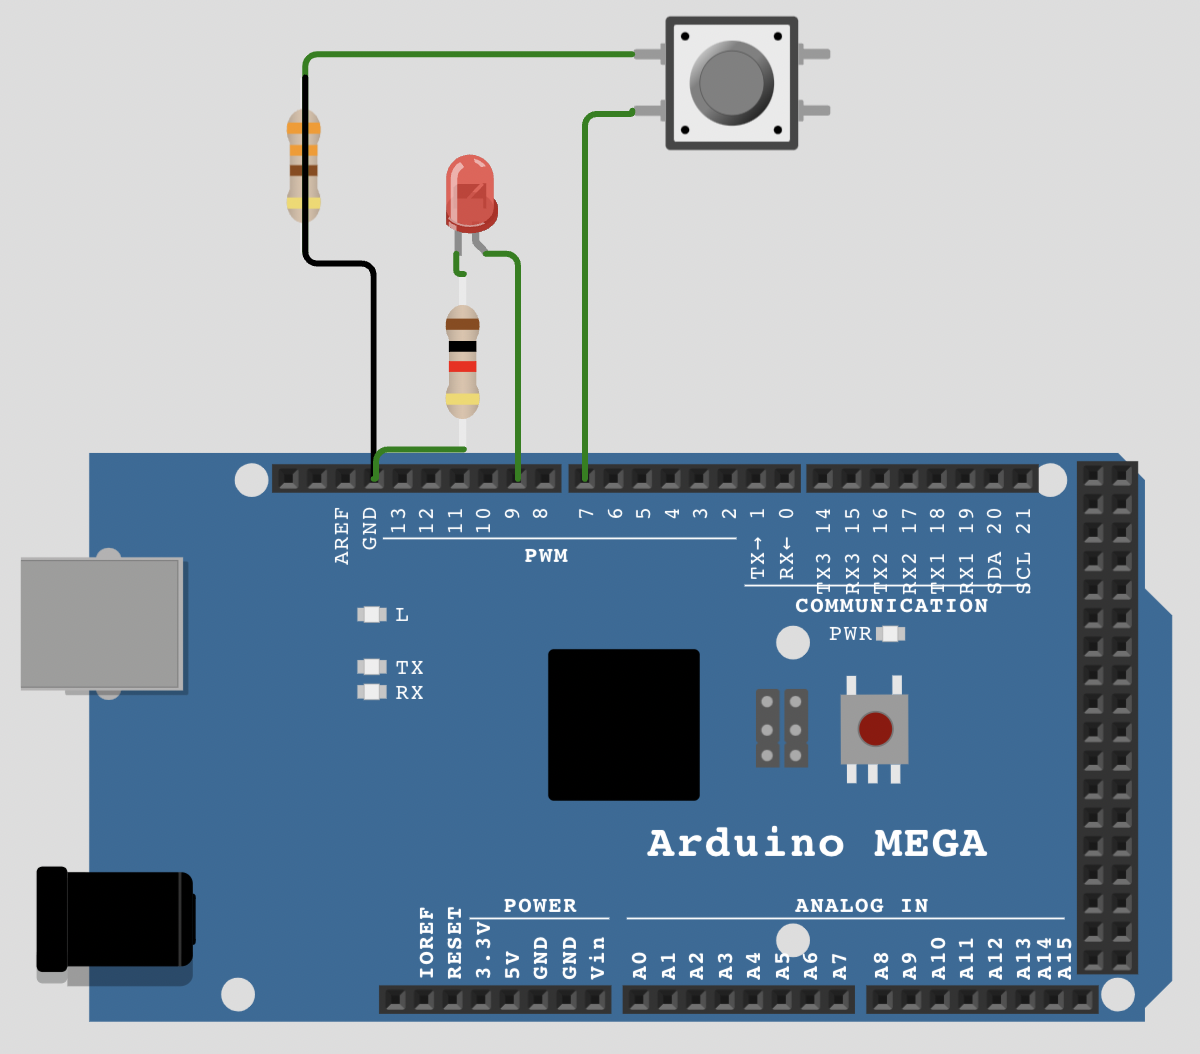 AREF
GND
13
12
11
10
9
8
7
6
5
4
3
2
TX→ 1
RX← 0
TX3 14
RX3 15
TX2 16
RX2 17
TX1 18
RX1 19
SDA 20
SCL 21
PWM
COMMUNICATION
L
PWR
TX
RX
Arduino MEGA
POWER
ANALOG IN
IOREF
RESET
3.3V
5V
GND
GND
Vin
A0
A1
A2
A3
A4
A5
A6
A7
A8
A9
A10
A11
A12
A13
A14
A15